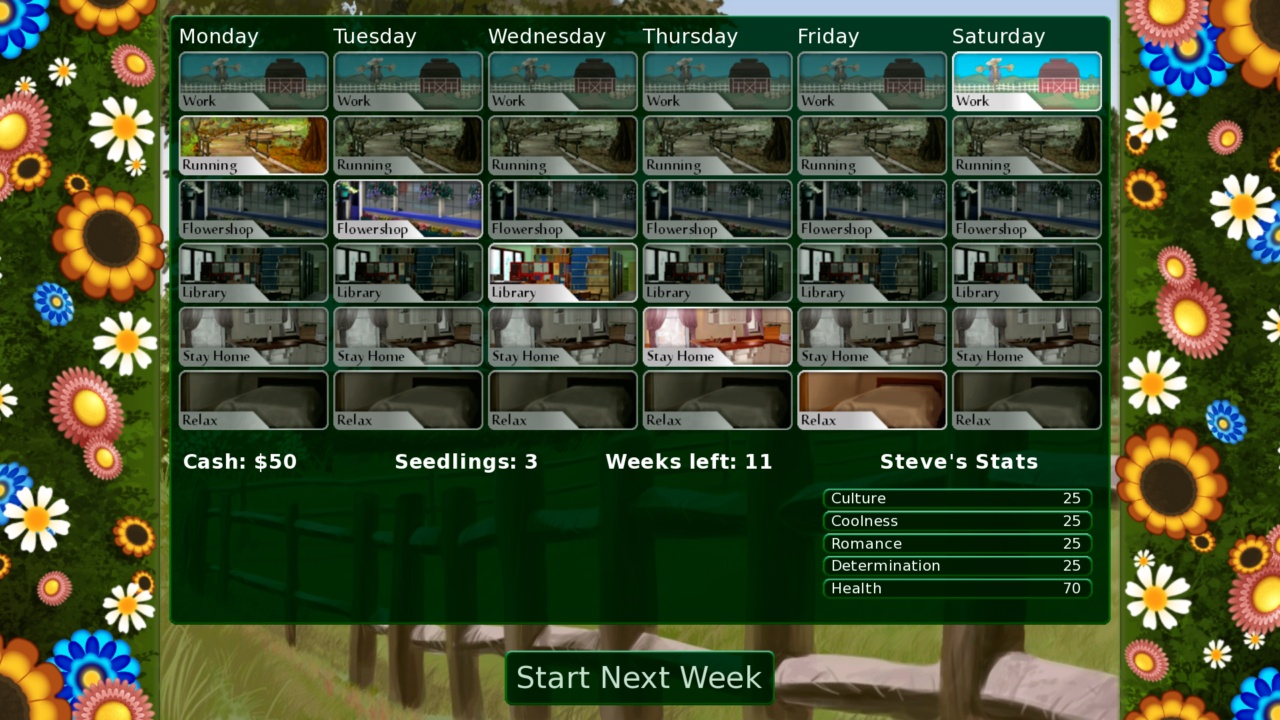 Monday Tuesday Wednesday Thursday Friday Saturday
Work Work Work Work Work Work
Running Running Running Running Running Running
Flowershop Flowershop Flowershop Flowershop Flowershop Flowershop
Library Library Library Library Library Library
Stay Home Stay Home Stay Home Stay Home Stay Home Stay Home
Relax Relax Relax Relax Relax Relax
Cash: $50 Seedlings: 3 Weeks left: 11 Steve's Stats
Culture 25
Coolness 25
Romance 25
Determination 25
Health 70
Start Next Week